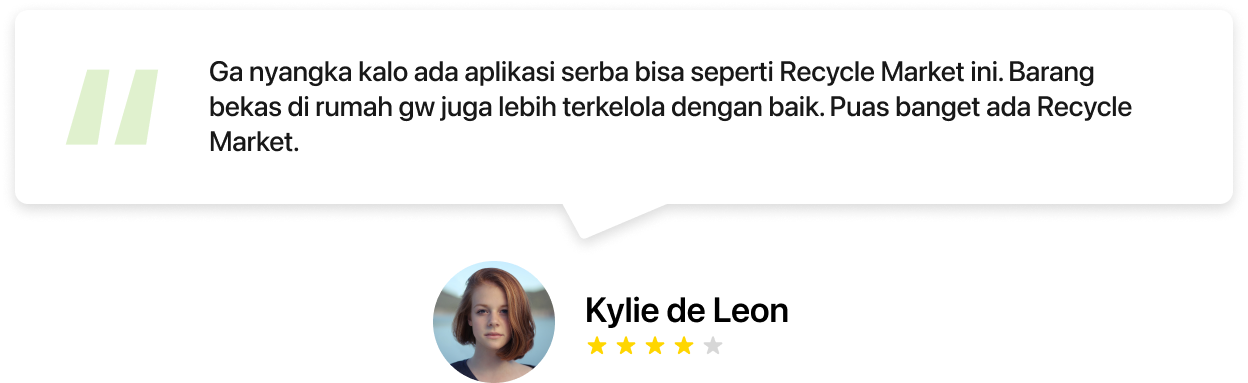 Ga nyangka kalo ada aplikasi serba bisa seperti Recycle Market ini. Barang
bekas di rumah gw juga lebih terkelola dengan baik. Puas banget ada Recycle
Market.
Kylie de Leon